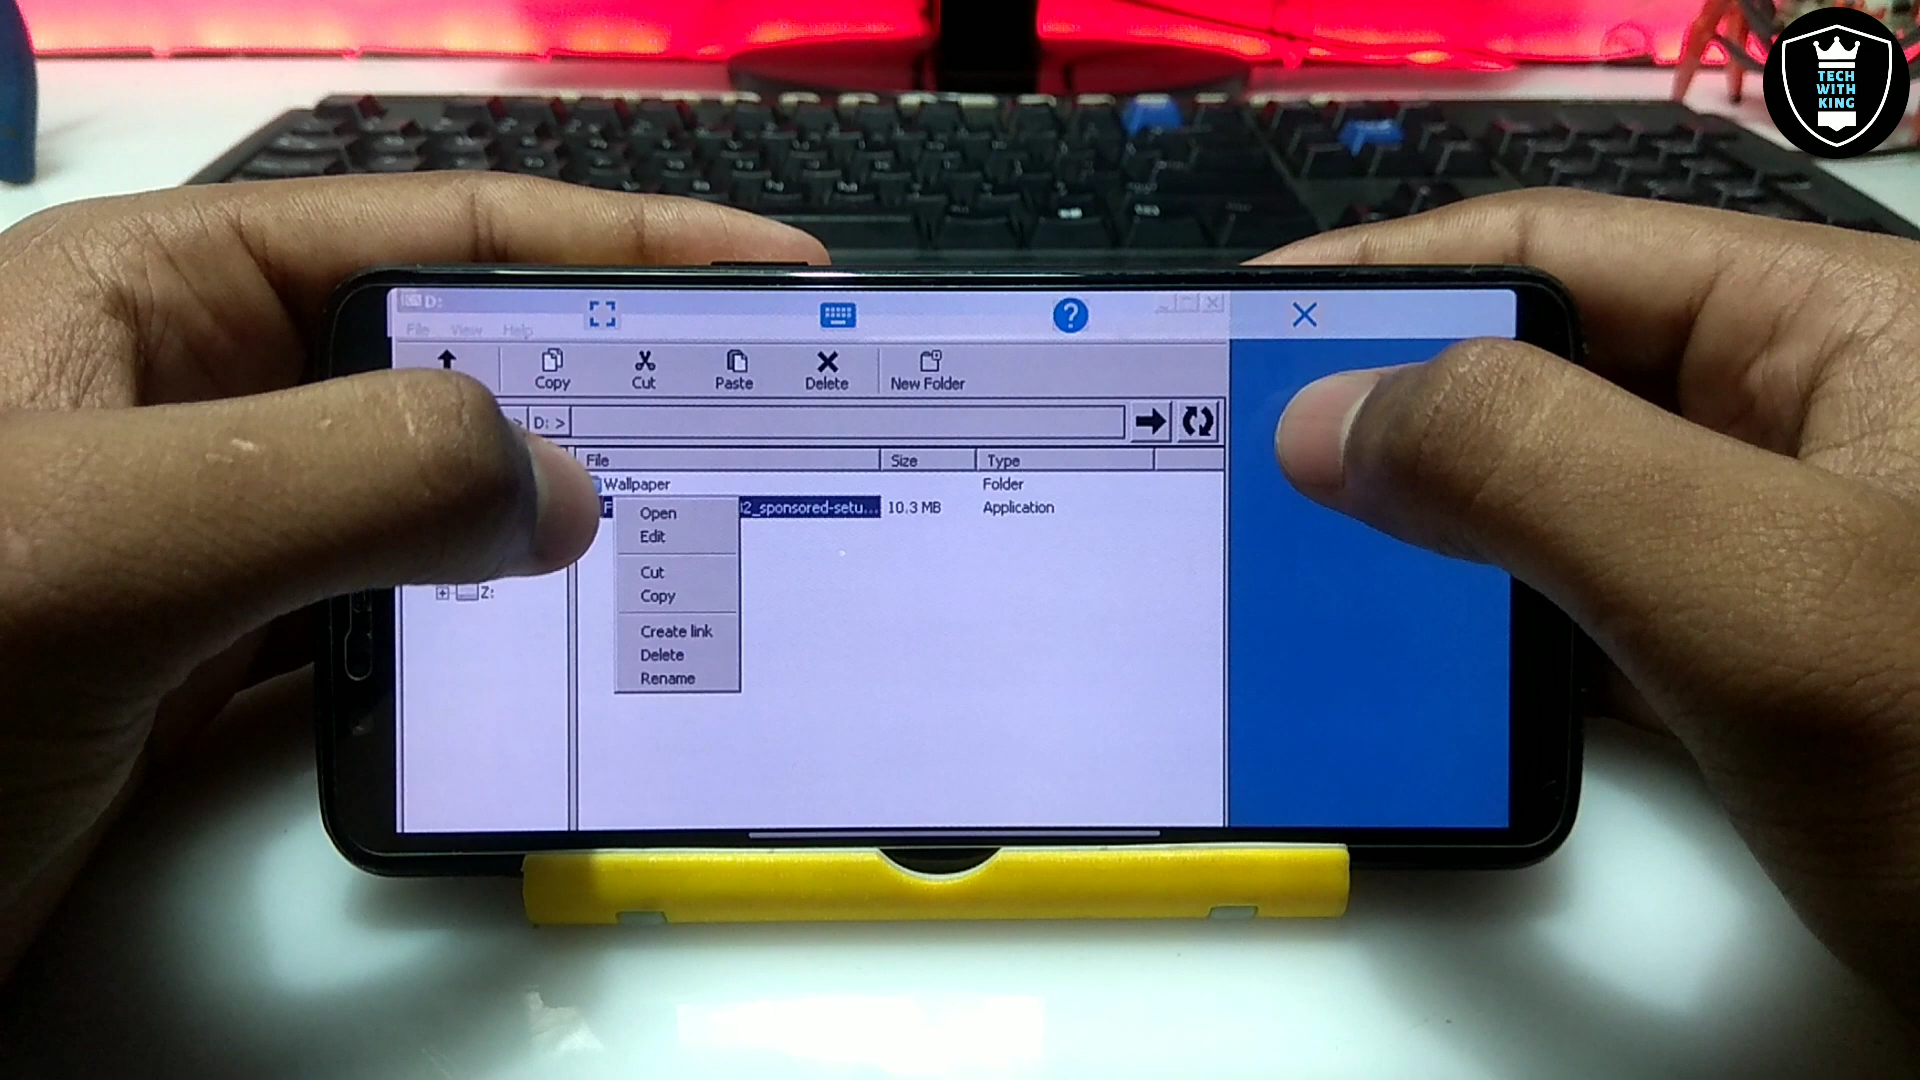 TECH
WITH
KING
D:
File View Help
Copy Cut Paste Delete New Folder
> D: >
File Size Type
Wallpaper Folder
2_sponsored-setu... 10.3 MB Application
Open
Edit
Cut
Copy
Create link
Delete
Rename
Z: